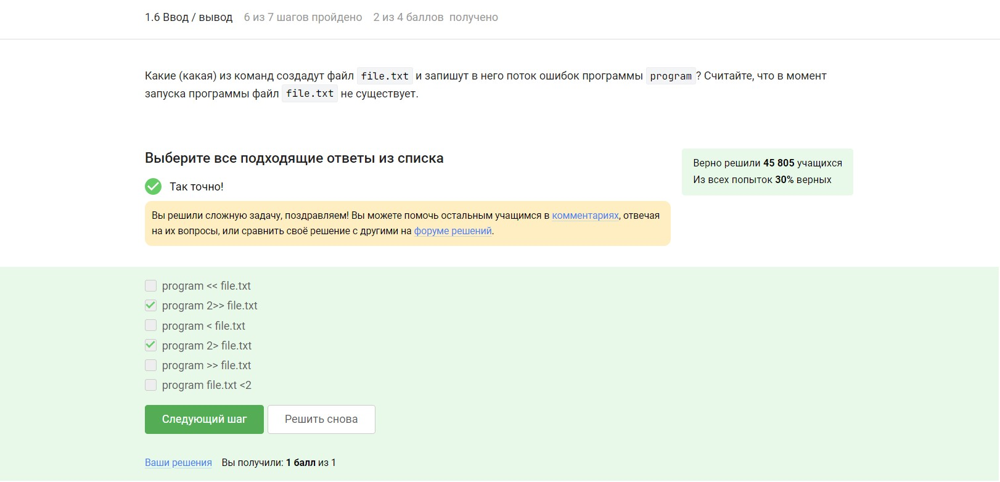 1.6 Ввод / вывод 6 из 7 шагов пройдено 2 из 4 баллов получено
Какие (какая) из команд создадут файл file.txt и запишут в него поток ошибок программы program? Считайте, что в момент
запуска программы файл file.txt не существует.
Выберите все подходящие ответы из списка
Верно решили 45 805 учащихся
Из всех попыток 30% верных
Так точно!
Вы решили сложную задачу, поздравляем! Вы можете помочь остальным учащимся в комментариях, отвечая
на их вопросы, или сравнить своё решение с другими на форуме решений.
program << file.txt
program 2>> file.txt
program < file.txt
program 2> file.txt
program >> file.txt
program file.txt <2
Следующий шаг Решить снова
Ваши решения Вы получили: 1 балл из 1